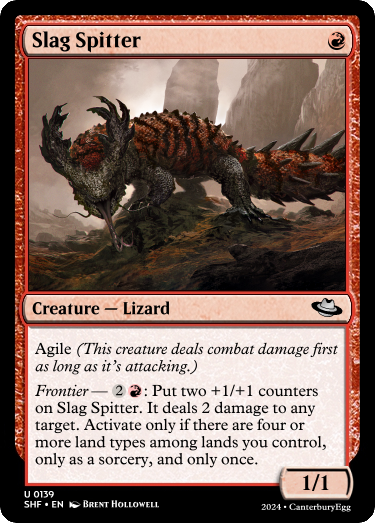 Slag Spitter
Creature — Lizard
Agile (This creature deals combat damage first
as long as it's attacking.)
Frontier — 2 R: Put two +1/+1 counters
on Slag Spitter. It deals 2 damage to any
target. Activate only if there are four or
more land types among lands you control,
only as a sorcery, and only once.
1/1
U 0139
SHF • EN Brent Hollowell
2024 • CanterburyEgg